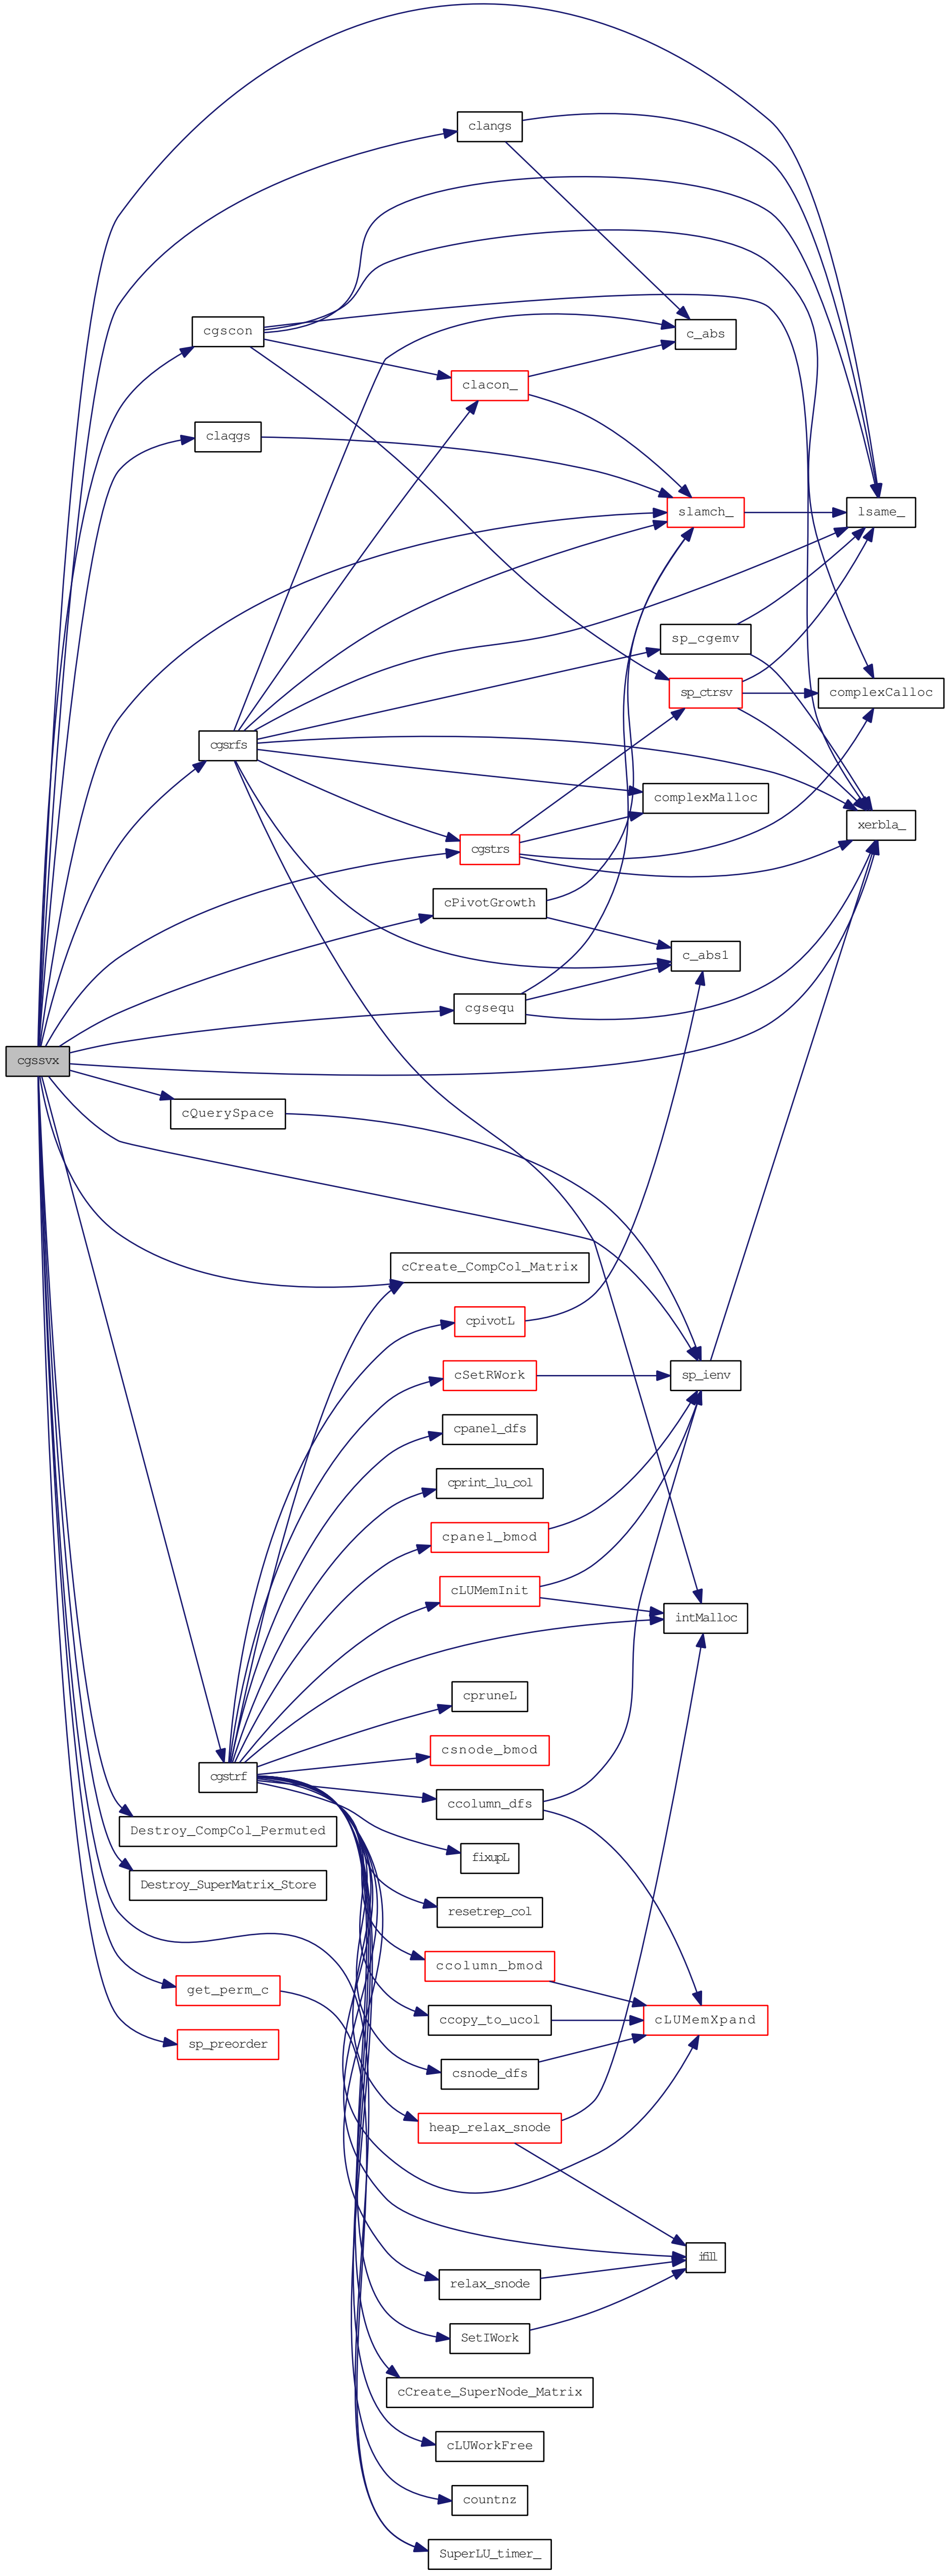 clangs
cgscon
c_abs
clacon_
claqgs
slamch_
lsame_
sp_cgemv
sp_ctrsv
complexCalloc
cgsrfs
complexMalloc
xerbla_
cgstrs
cPivotGrowth
c_abs1
cgsequ
cgssvx
cQuerySpace
cCreate_CompCol_Matrix
cpivotL
cSetRWork
sp_ienv
cpanel_dfs
cprint_lu_col
cpanel_bmod
cLUMemInit
intMalloc
cpruneL
csnode_bmod
cgstrf
ccolumn_dfs
Destroy_CompCol_Permuted
fixupL
Destroy_SuperMatrix_Store
resetrep_col
ccolumn_bmod
get_perm_c
ccopy_to_ucol
cLUMemXpand
sp_preorder
csnode_dfs
heap_relax_snode
ifill
relax_snode
SetIWork
cCreate_SuperNode_Matrix
cLUWorkFree
countnz
SuperLU_timer_